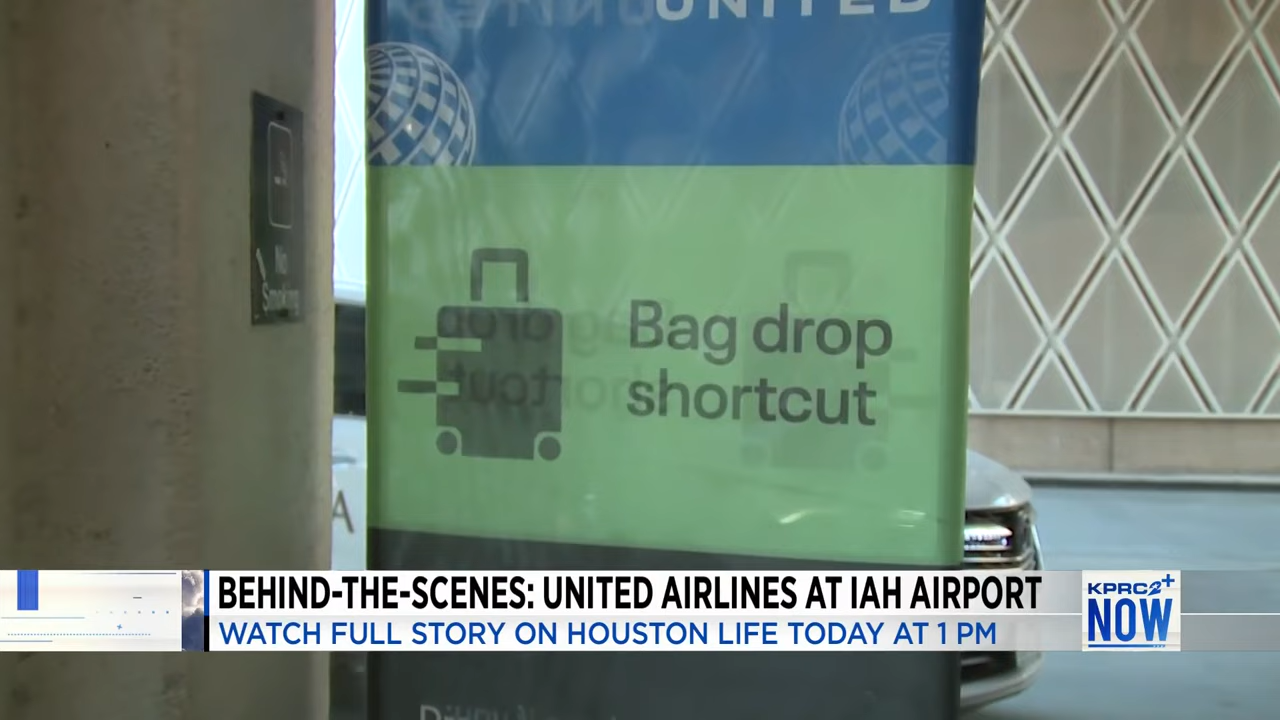 UNITED
No
Smoking
Bag drop
shortcut
BEHIND-THE-SCENES: UNITED AIRLINES AT IAH AIRPORT
WATCH FULL STORY ON HOUSTON LIFE TODAY AT 1 PM
KPRC2+
NOW